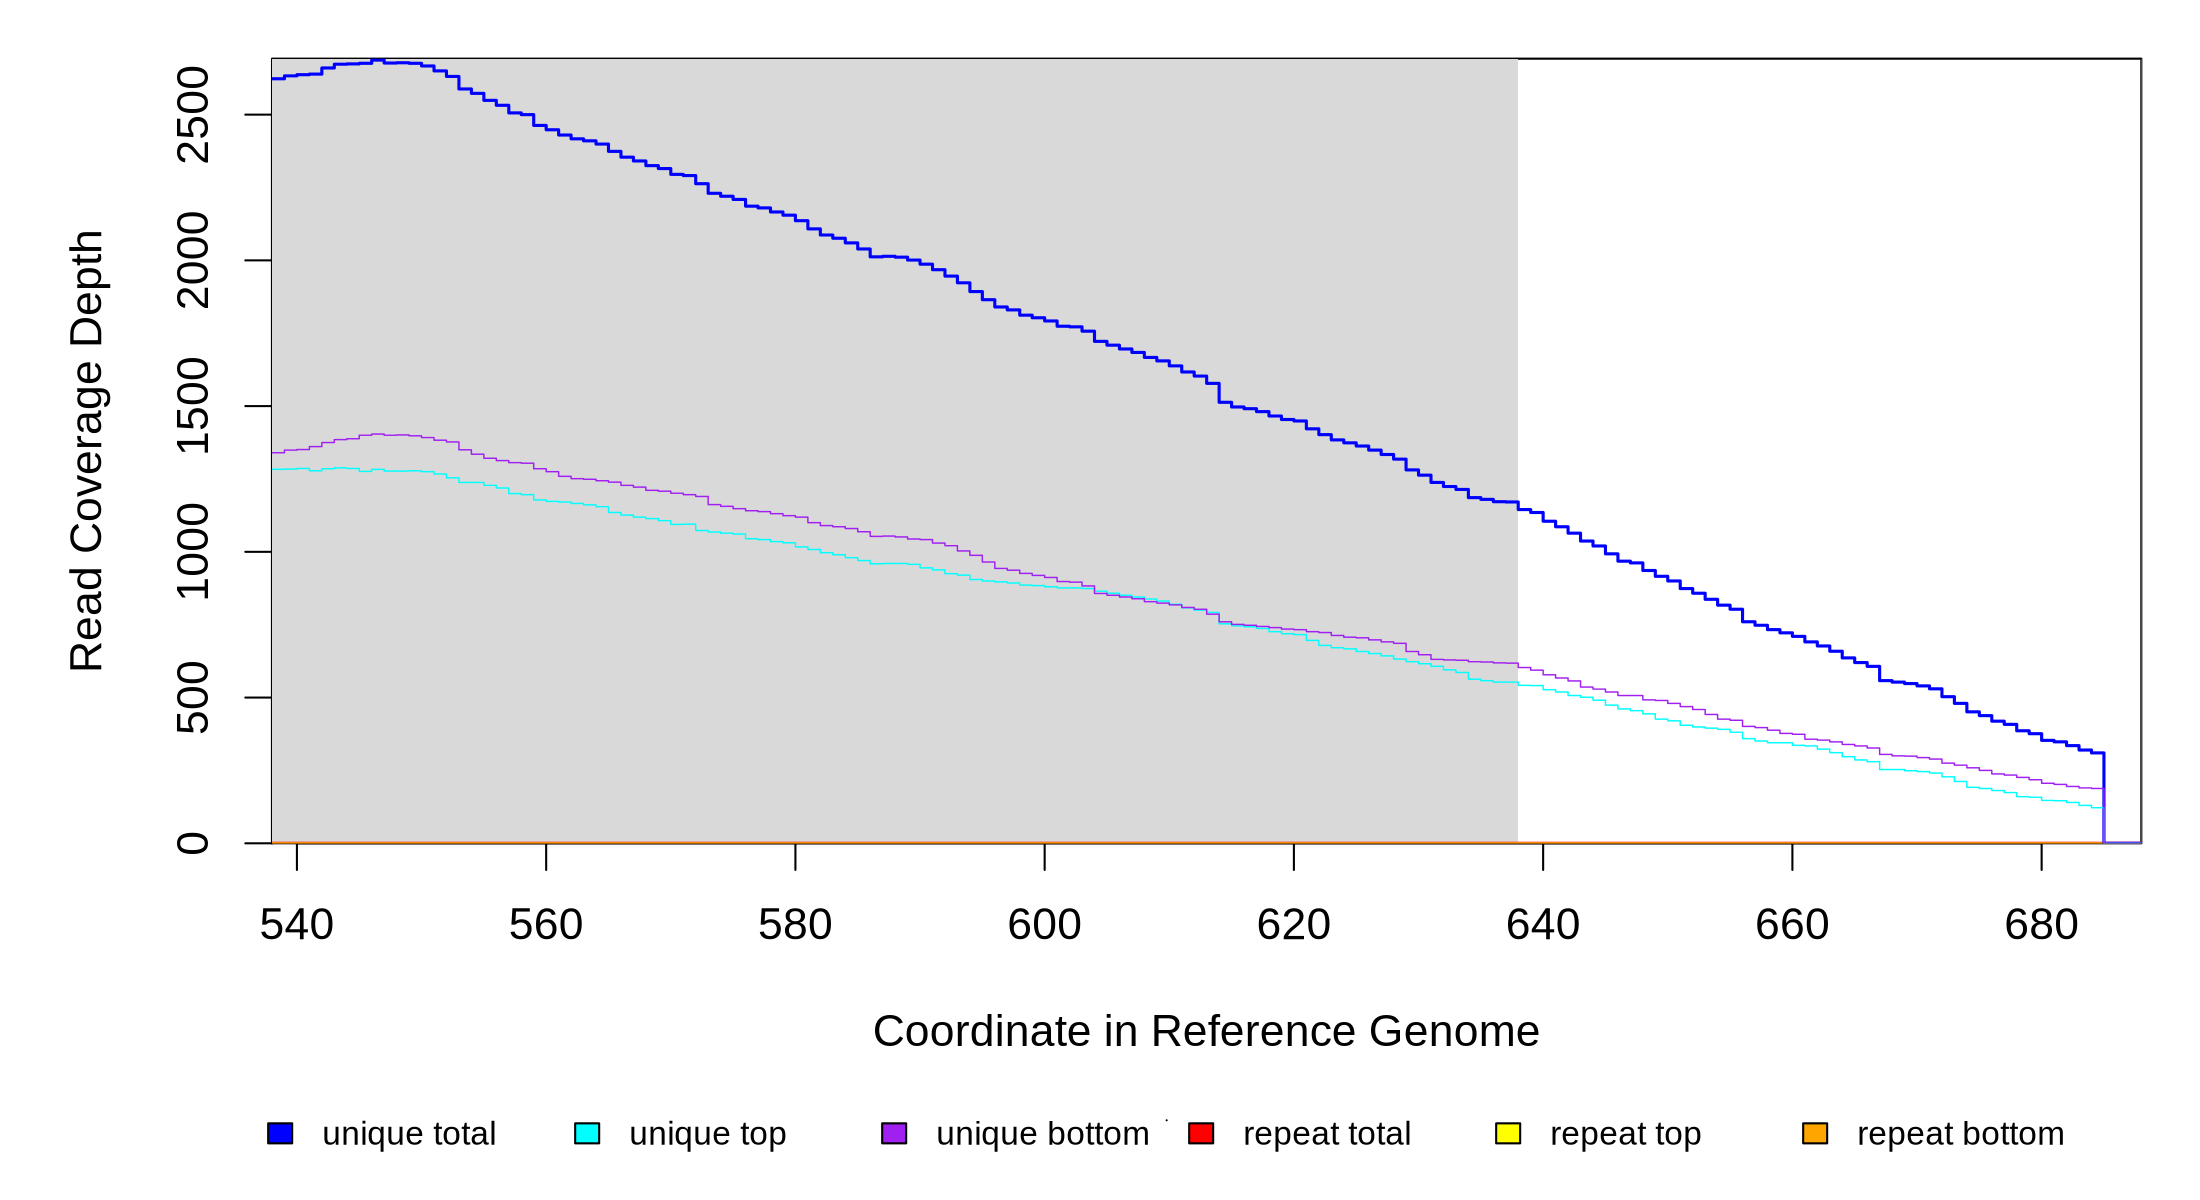 Read Coverage Depth
2500
2000
1500
1000
500
0
540 560 580 600 620 640 660 680
Coordinate in Reference Genome
unique total unique top unique bottom repeat total repeat top repeat bottom